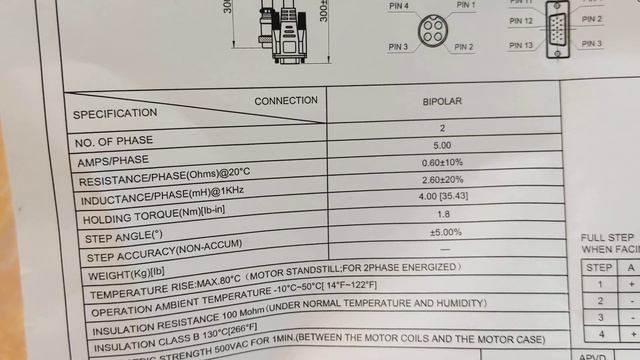 300
300±
PIN 4
PIN 1
PIN 3
PIN 2
PIN 12
PIN 2
PIN 13
PIN 3
CONNECTION
SPECIFICATION
BIPOLAR
NO. OF PHASE
2
AMPS/PHASE
5.00
RESISTANCE/PHASE(Ohms)@20°C
0.60±10%
INDUCTANCE/PHASE(mH)@1KHz
2.60±20%
HOLDING TORQUE(Nm)[lb-in]
4.00 [35.43]
STEP ANGLE(°)
1.8
STEP ACCURACY(NON-ACCUM)
±5.00%
WEIGHT(Kg)[lb]
—
TEMPERATURE RISE:MAX.80°C (MOTOR STANDSTILL;FOR 2PHASE ENERGIZED)
OPERATION AMBIENT TEMPERATURE -10°C~50°C[ 14°F~122°F]
INSULATION RESISTANCE 100 Mohm(UNDER NORMAL TEMPERATURE AND HUMIDITY)
INSULATION CLASS B 130°C[266°F]
STRENGTH 500VAC FOR 1MIN.(BETWEEN THE MOTOR COILS AND THE MOTOR CASE)
FULL STEP
WHEN FACIN
STEP A
1 +
2 -
3 -
4 +
APVD